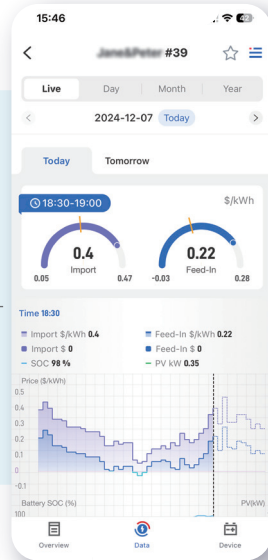 15:46
42
#39
Live Day Month Year
2024-12-07 Today
Today Tomorrow
18:30-19:00 $/kWh
0.4 0.22
Import Feed-In
0.05 0.47 -0.03 0.28
Time 18:30
Import $/kWh 0.4 Feed-In $/kWh 0.22
Import $ 0 Feed-In $ 0
SOC 98 % PV kW 0.35
Price ($/kWh)
0.5
0.4
0.3
0.2
0.1
0
-0.1
Battery SOC (%) PV(kW)
100
Overview Data Device